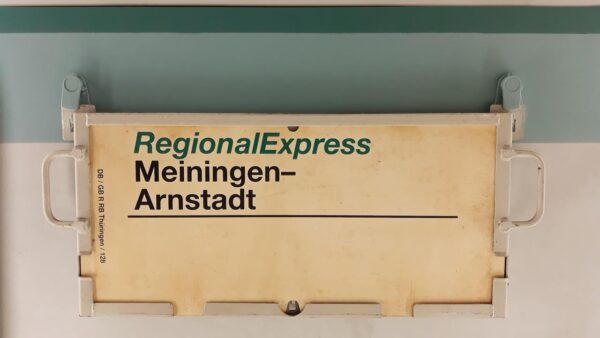 RegionalExpress
Meiningen–
Arnstadt
DB / GB R RB Thüringen / 128